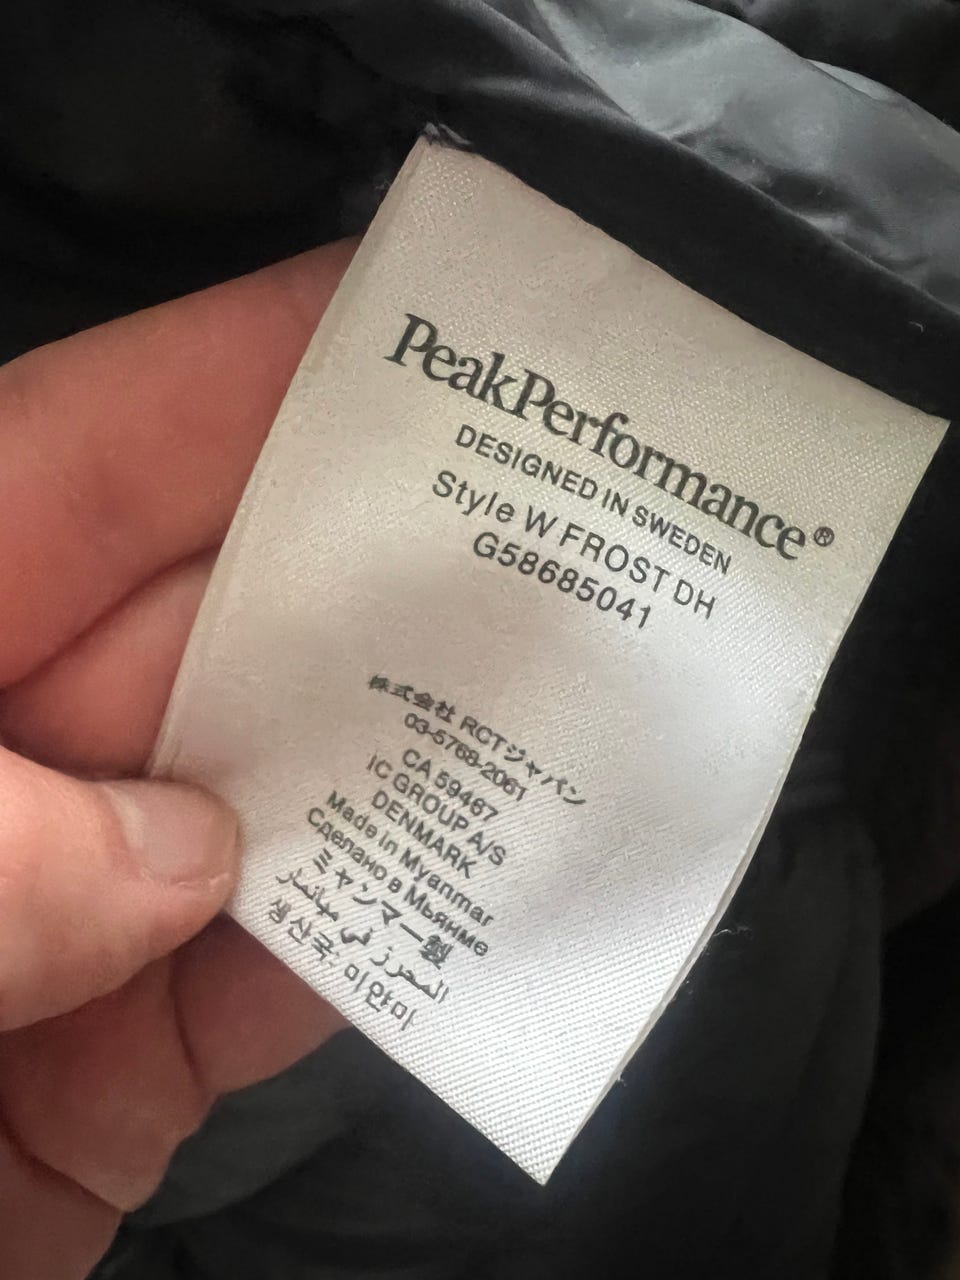 PeakPerformance®
DESIGNED IN SWEDEN
Style W FROST DH
G58685041
株式会社 RCTジャパン
03-5768-2061
CA 59467
IC GROUP A/S
DENMARK
Made in Myanmar
Сделано в Мьянме
ミャンマー製
في ميانمار
생산국: 미얀마